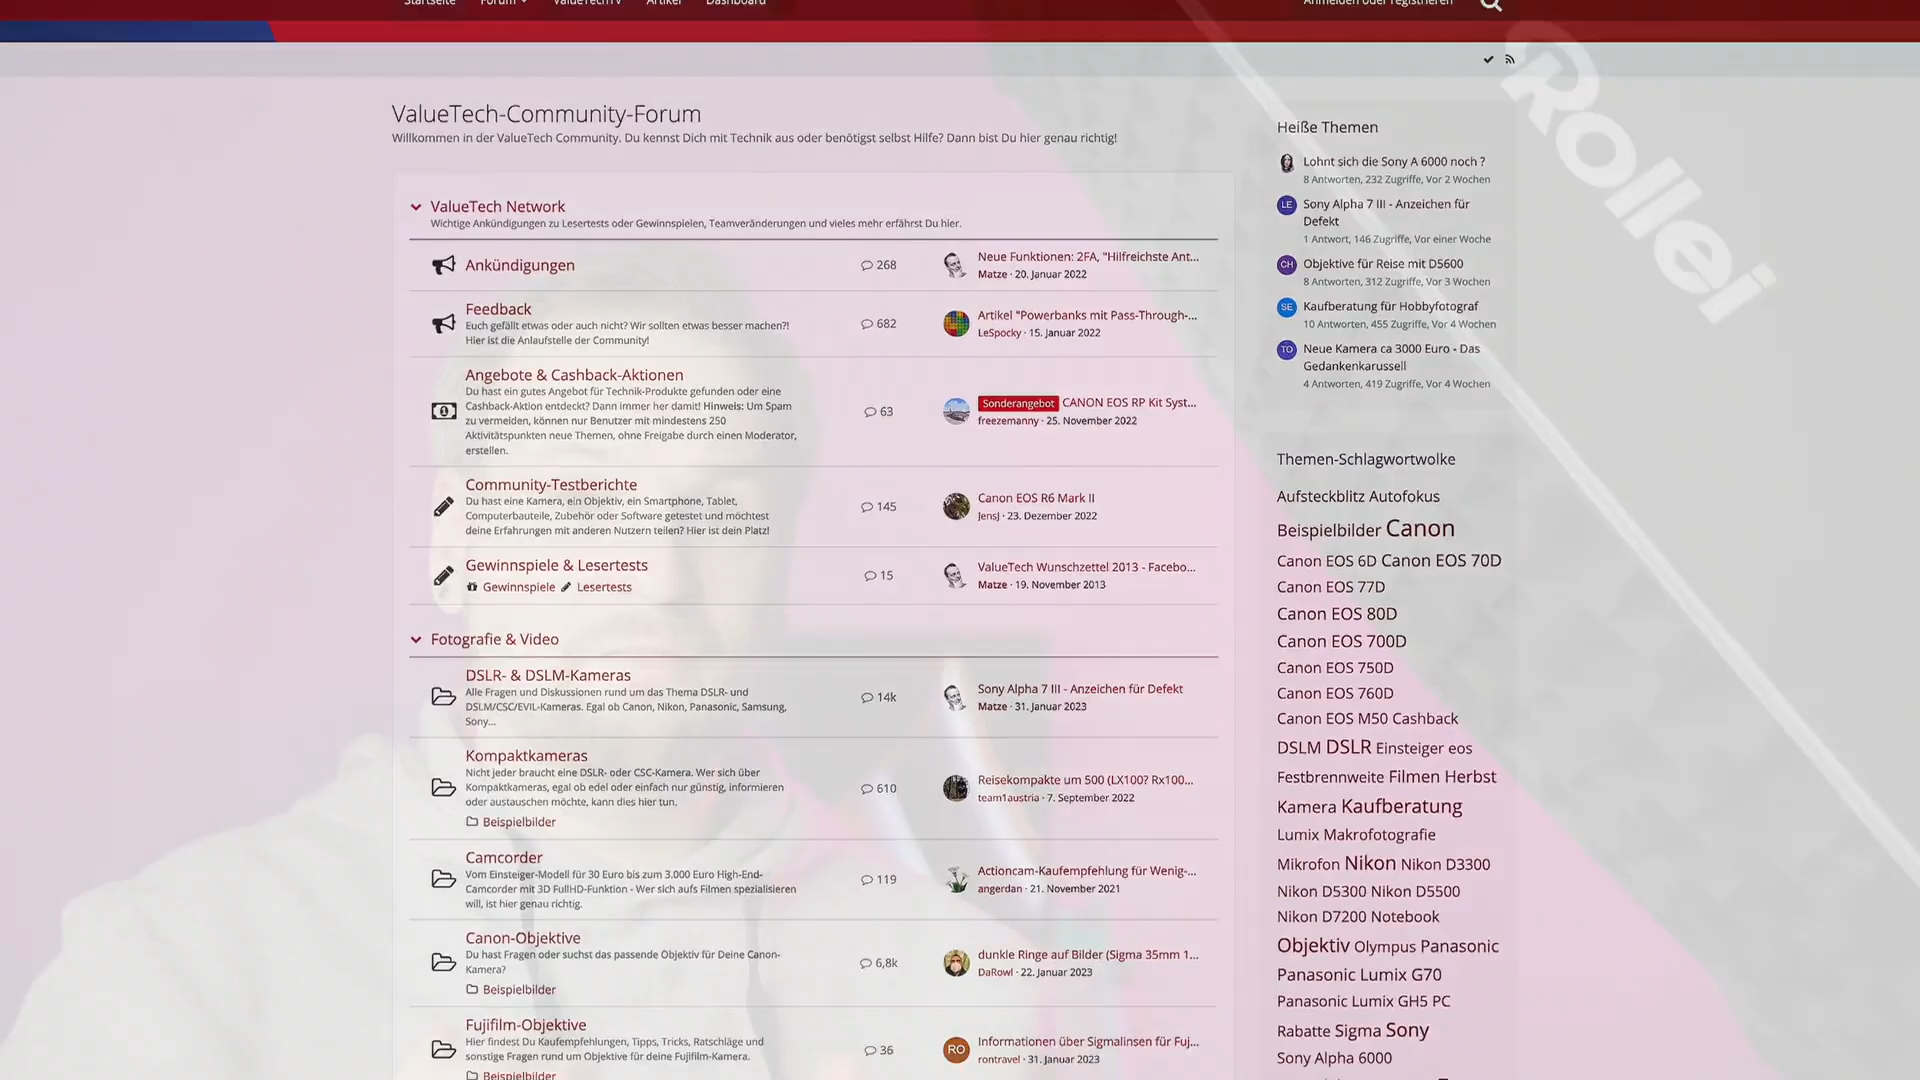 Startseite Forum ValueTechTV Artikel Dashboard
Anmelden oder registrieren
Rollei
ValueTech-Community-Forum
Willkommen in der ValueTech Community. Du kennst Dich mit Technik aus oder benötigst selbst Hilfe? Dann bist Du hier genau richtig!
ValueTech Network
Wichtige Ankündigungen zu Lesertests oder Gewinnspielen, Teamveränderungen und vieles mehr erfährst Du hier.
Ankündigungen
268
Neue Funktionen: 2FA, "Hilfreichste Ant...
Matze · 20. Januar 2022
Feedback
Euch gefällt etwas oder auch nicht? Wir sollten etwas besser machen?!
Hier ist die Anlaufstelle der Community!
682
Artikel "Powerbanks mit Pass-Through-...
LeSpocky · 15. Januar 2022
Angebote & Cashback-Aktionen
Du hast ein gutes Angebot für Technik-Produkte gefunden oder eine
Cashback-Aktion entdeckt? Dann immer her damit! Hinweis: Um Spam
zu vermeiden, können nur Benutzer mit mindestens 250
Aktivitätspunkten neue Themen, ohne Freigabe durch einen Moderator,
erstellen.
63
Sonderangebot CANON EOS RP Kit Syst...
freezemanny · 25. November 2022
Community-Testberichte
Du hast eine Kamera, ein Objektiv, ein Smartphone, Tablet,
Computerbauteile, Zubehör oder Software getestet und möchtest
deine Erfahrungen mit anderen Nutzern teilen? Hier ist dein Platz!
145
Canon EOS R6 Mark II
JensJ · 23. Dezember 2022
Gewinnspiele & Lesertests
Gewinnspiele Lesertests
15
ValueTech Wunschzettel 2013 - Facebo...
Matze · 19. November 2013
Fotografie & Video
DSLR- & DSLM-Kameras
Alle Fragen und Diskussionen rund um das Thema DSLR- und
DSLM/CSC/EVIL-Kameras. Egal ob Canon, Nikon, Panasonic, Samsung,
Sony...
14k
Sony Alpha 7 III - Anzeichen für Defekt
Matze · 31. Januar 2023
Kompaktkameras
Nicht jeder braucht eine DSLR- oder CSC-Kamera. Wer sich über
Kompaktkameras, egal ob edel oder einfach nur günstig, informieren
oder austauschen möchte, kann dies hier tun.
Beispielbilder
610
Reisekompakte um 500 (LX100? Rx100...
team1austria · 7. September 2022
Camcorder
Vom Einsteiger-Modell für 30 Euro bis zum 3.000 Euro High-End-
Camcorder mit 3D FullHD-Funktion - Wer sich aufs Filmen spezialisieren
will, ist hier genau richtig.
119
Actioncam-Kaufempfehlung für Wenig-...
angerdan · 21. November 2021
Canon-Objektive
Du hast Fragen oder suchst das passende Objektiv für Deine Canon-
Kamera?
Beispielbilder
6,8k
dunkle Ringe auf Bilder (Sigma 35mm 1...
DaRowl · 22. Januar 2023
Fujifilm-Objektive
Hier findest Du Kaufempfehlungen, Tipps, Tricks, Ratschläge und
sonstige Fragen rund um Objektive für deine Fujifilm-Kamera.
Beispielbilder
36
RO
Informationen über Sigmalinsen für Fuj...
rontravel · 31. Januar 2023
Heiße Themen
Lohnt sich die Sony A 6000 noch ?
8 Antworten, 232 Zugriffe, Vor 2 Wochen
LE
Sony Alpha 7 III - Anzeichen für
Defekt
1 Antwort, 146 Zugriffe, Vor einer Woche
CH
Objektive für Reise mit D5600
8 Antworten, 312 Zugriffe, Vor 3 Wochen
SE
Kaufberatung für Hobbyfotograf
10 Antworten, 455 Zugriffe, Vor 4 Wochen
TO
Neue Kamera ca 3000 Euro - Das
Gedankenkarussell
4 Antworten, 419 Zugriffe, Vor 4 Wochen
Themen-Schlagwortwolke
Aufsteckblitz Autofokus
Beispielbilder Canon
Canon EOS 6D Canon EOS 70D
Canon EOS 77D
Canon EOS 80D
Canon EOS 700D
Canon EOS 750D
Canon EOS 760D
Canon EOS M50 Cashback
DSLM DSLR Einsteiger eos
Festbrennweite Filmen Herbst
Kamera Kaufberatung
Lumix Makrofotografie
Mikrofon Nikon Nikon D3300
Nikon D5300 Nikon D5500
Nikon D7200 Notebook
Objektiv Olympus Panasonic
Panasonic Lumix G70
Panasonic Lumix GH5 PC
Rabatte Sigma Sony
Sony Alpha 6000